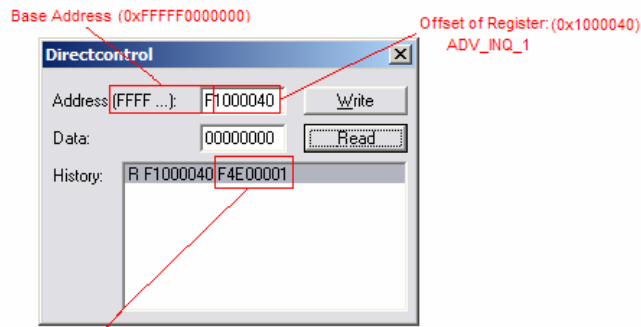 Base Address (0xFFFFF0000000)
Offset of Register: (0x1000040)
ADV_INQ_1
Directcontrol
Address (FFFF ...): F1000040 Write
Data: 00000000 Read
History: R F1000040 F4E00001